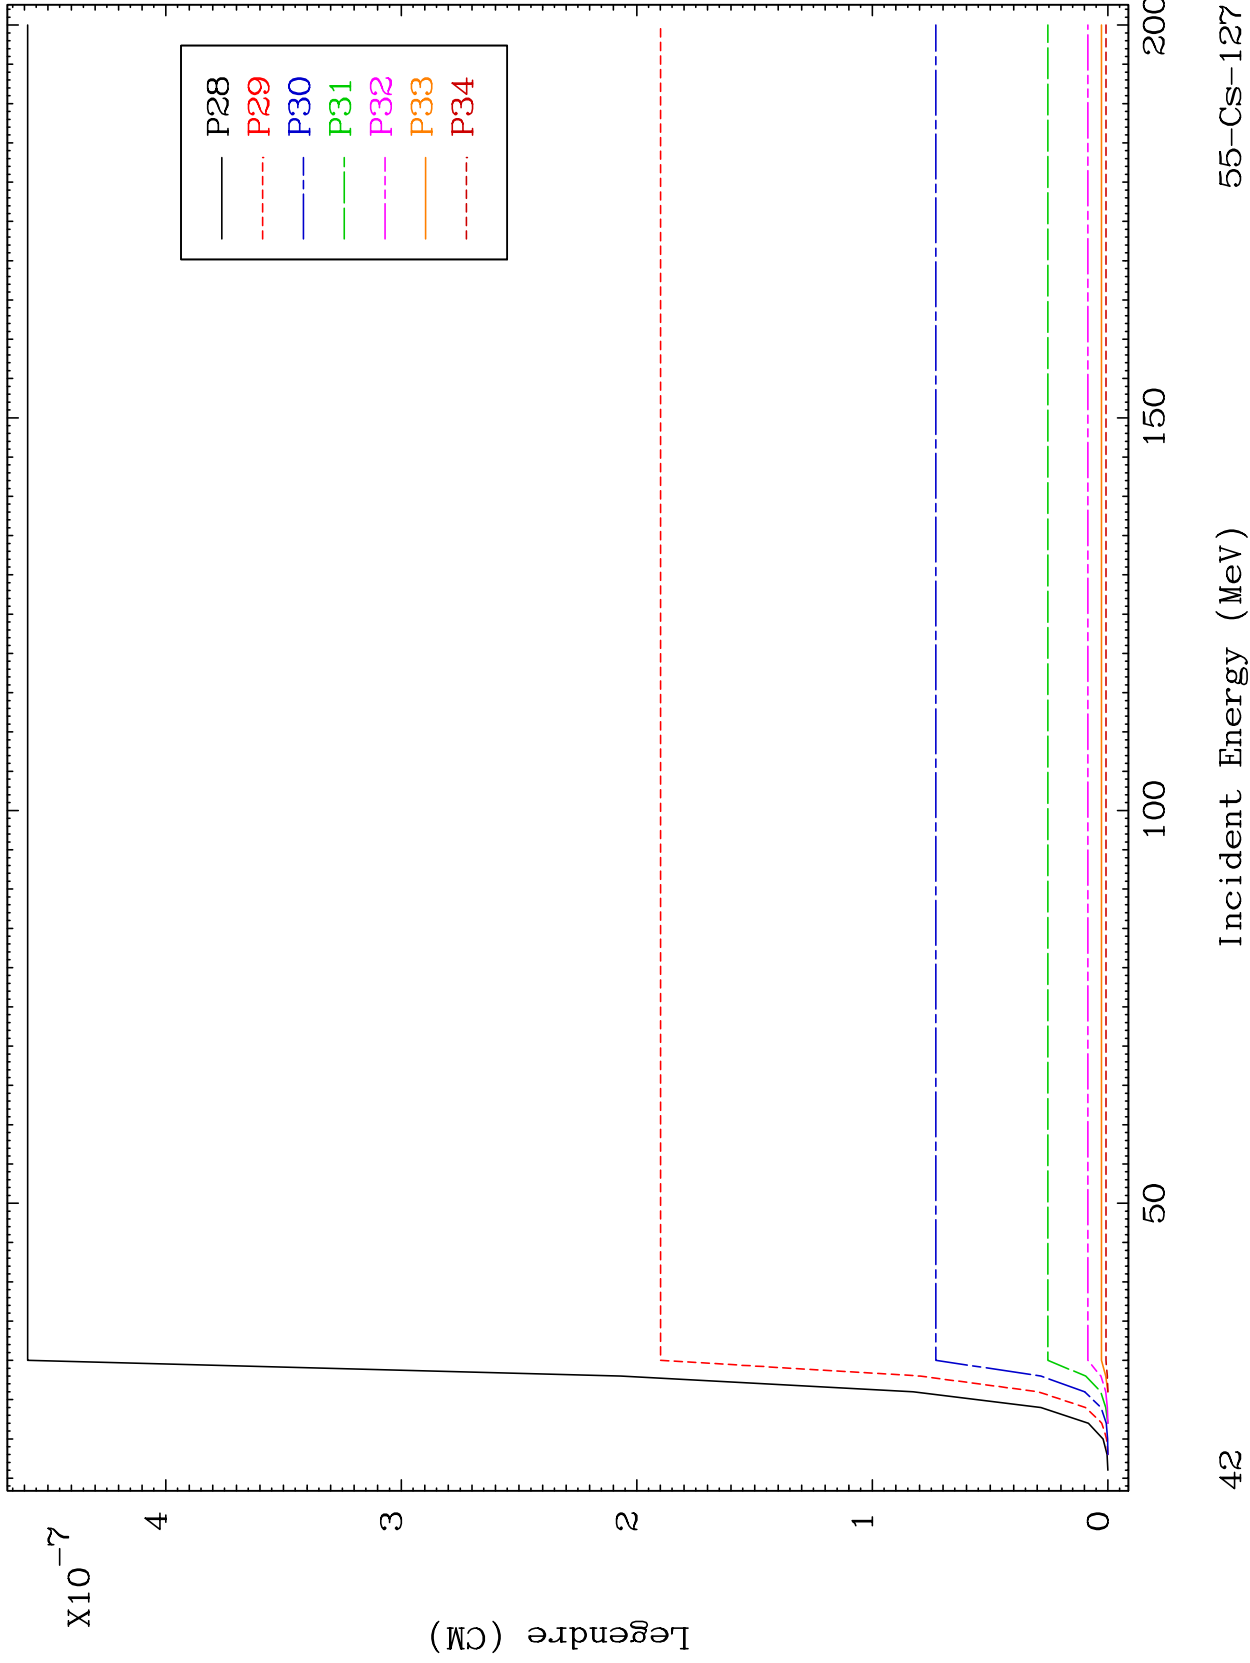 X10
-7
4
3
2
1
0
Legendre (CM)
P28
P29
P30
P31
P32
P33
P34
50
100
150
200
Incident Energy (MeV)
42
55-Cs-127